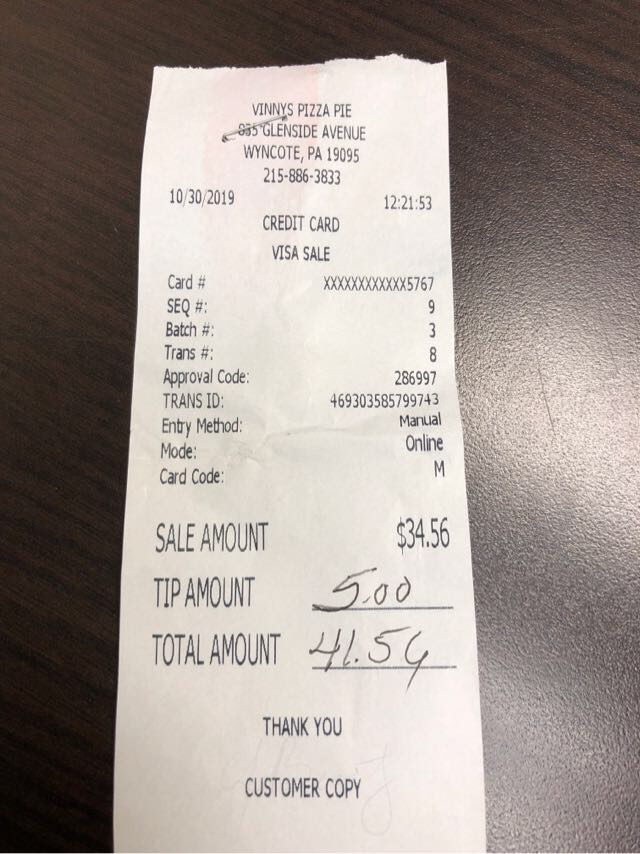 VINNYS PIZZA PIE
835 GLENSIDE AVENUE
WYNCOTE, PA 19095
215-886-3833
10/30/2019 12:21:53
CREDIT CARD
VISA SALE
Card # XXXXXXXXXXXX5767
SEQ #: 9
Batch #: 3
Trans #: 8
Approval Code: 286997
TRANS ID: 469303585799743
Entry Method: Manual
Mode: Online
Card Code: M
SALE AMOUNT $34.56
TIP AMOUNT 5.00
TOTAL AMOUNT 41.56
THANK YOU
CUSTOMER COPY